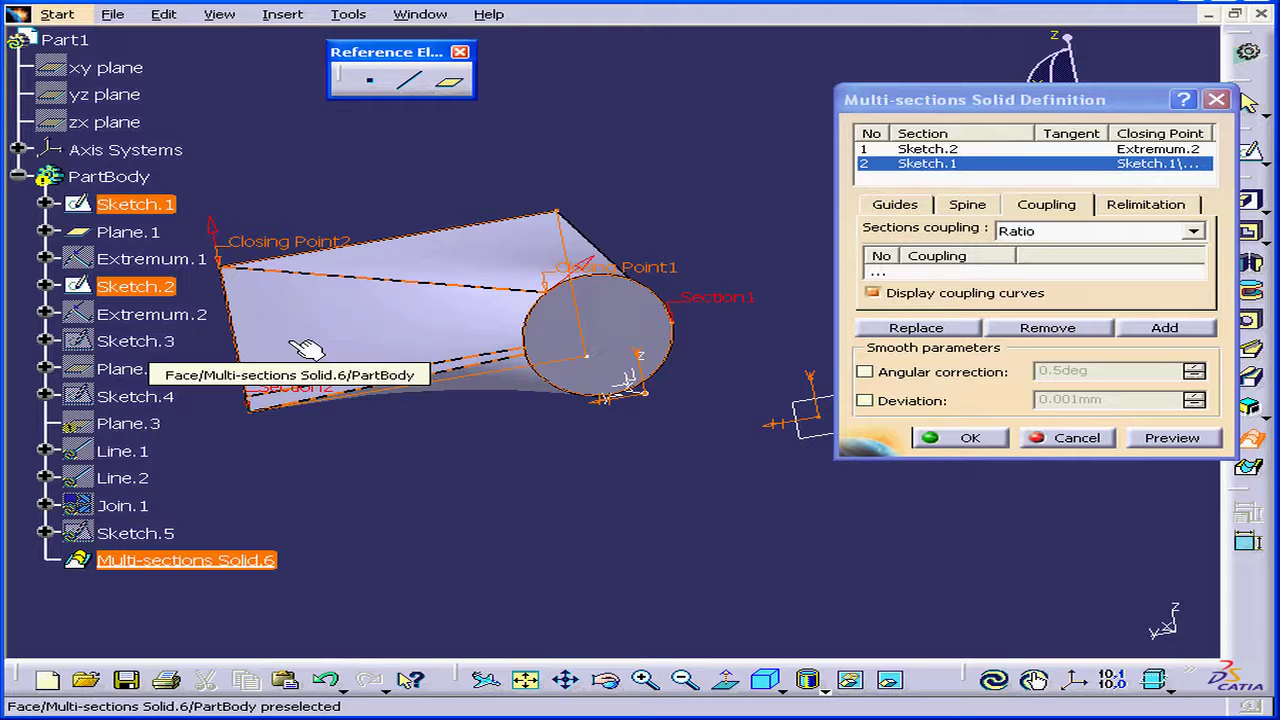 Start File Edit View Insert Tools Window Help
Part1
xy plane
yz plane
zx plane
Axis Systems
PartBody
Sketch.1
Plane.1
Extremum.1
Sketch.2
Extremum.2
Sketch.3
Plane.
Sketch.4
Plane.3
Line.1
Line.2
Join.1
Sketch.5
Multi-sections Solid.6
Reference El...
Closing Point2
Closing Point1
Section1
Section2
Face/Multi-sections Solid.6/PartBody
z
y
z
Multi-sections Solid Definition
No Section Tangent Closing Point
1 Sketch.2 Extremum.2
2 Sketch.1 Sketch.1\...
Guides Spine Coupling Relimitation
Sections coupling : Ratio
No Coupling
...
Display coupling curves
Replace Remove Add
Smooth parameters
Angular correction: 0.5deg
Deviation: 0.001mm
OK Cancel Preview
z
y x
10:1
10.0
CATIA
Face/Multi-sections Solid.6/PartBody preselected